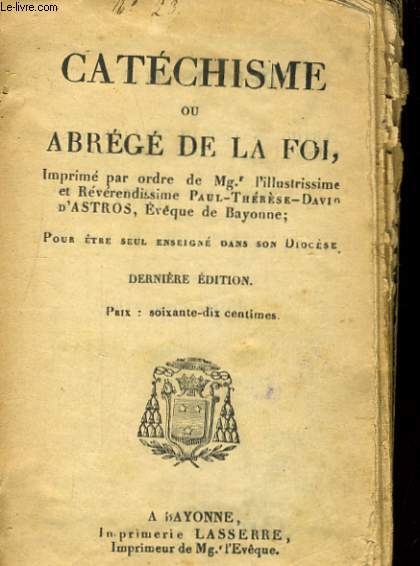 © Le-livre.com
N° 23
CATÉCHISME
OU
ABRÉGÉ DE LA FOI,
Imprimé par ordre de Mg.r l'illustrissime
et Révérendissime PAUL-THÉRÈSE-DAVID
D'ASTROS, Évêque de Bayonne;
POUR ÊTRE SEUL ENSEIGNÉ DANS SON DIOCÈSE
DERNIÈRE ÉDITION.
PRIX : soixante-dix centimes.
A BAYONNE,
Imprimerie LASSERRE,
Imprimeur de Mg.r l'Evêque.